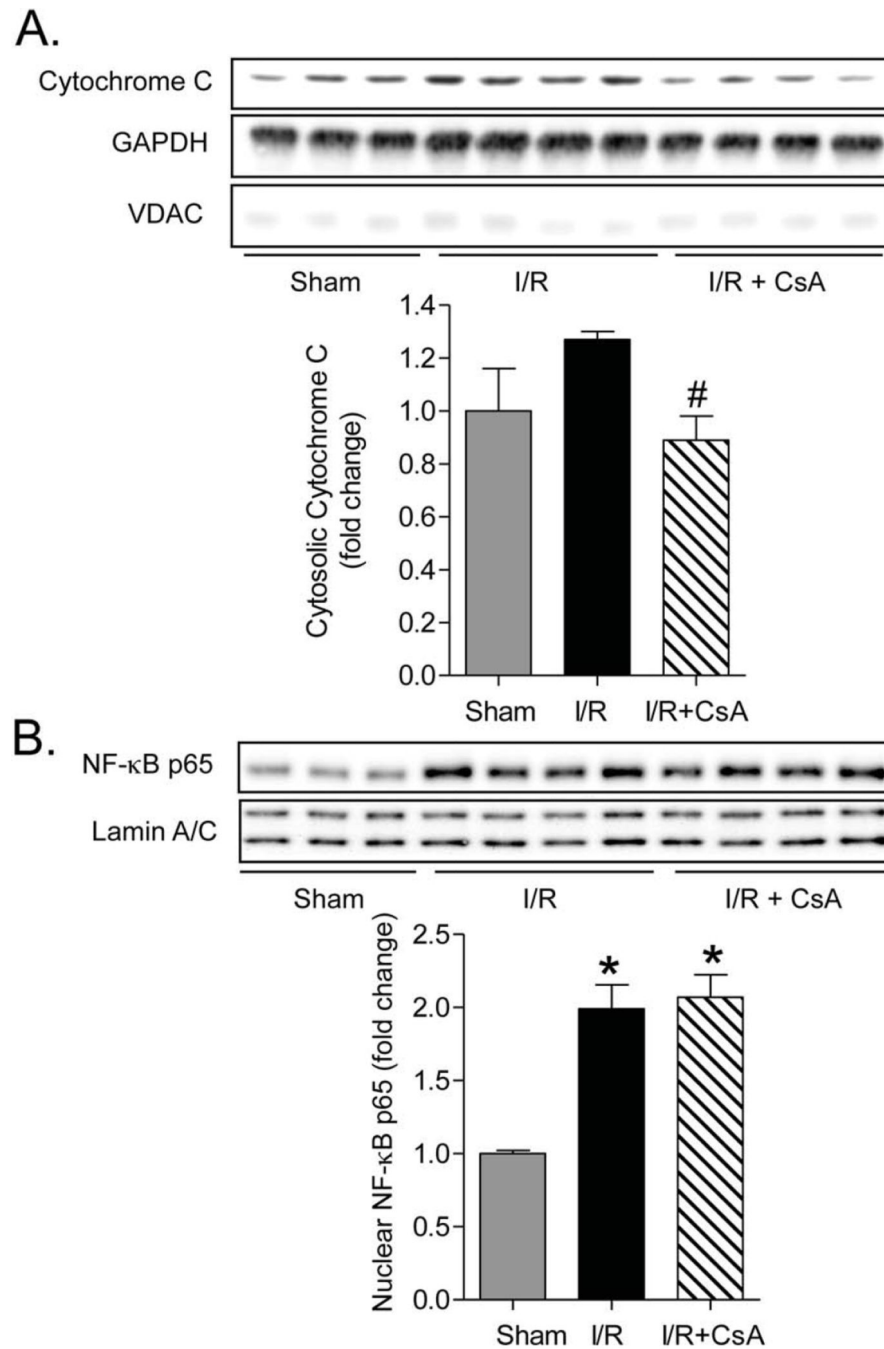 A.
Cytochrome C
GAPDH
VDAC
Sham I/R I/R + CsA
Cytosolic Cytochrome C
(fold change)
1.4
1.2
1.0
0.8
0.6
0.4
0.2
0.0
#
Sham I/R I/R+CsA
B.
NF-κB p65
Lamin A/C
Sham I/R I/R + CsA
Nuclear NF-κB p65 (fold change)
2.5
2.0
1.5
1.0
0.5
0.0
* *
Sham I/R I/R+CsA